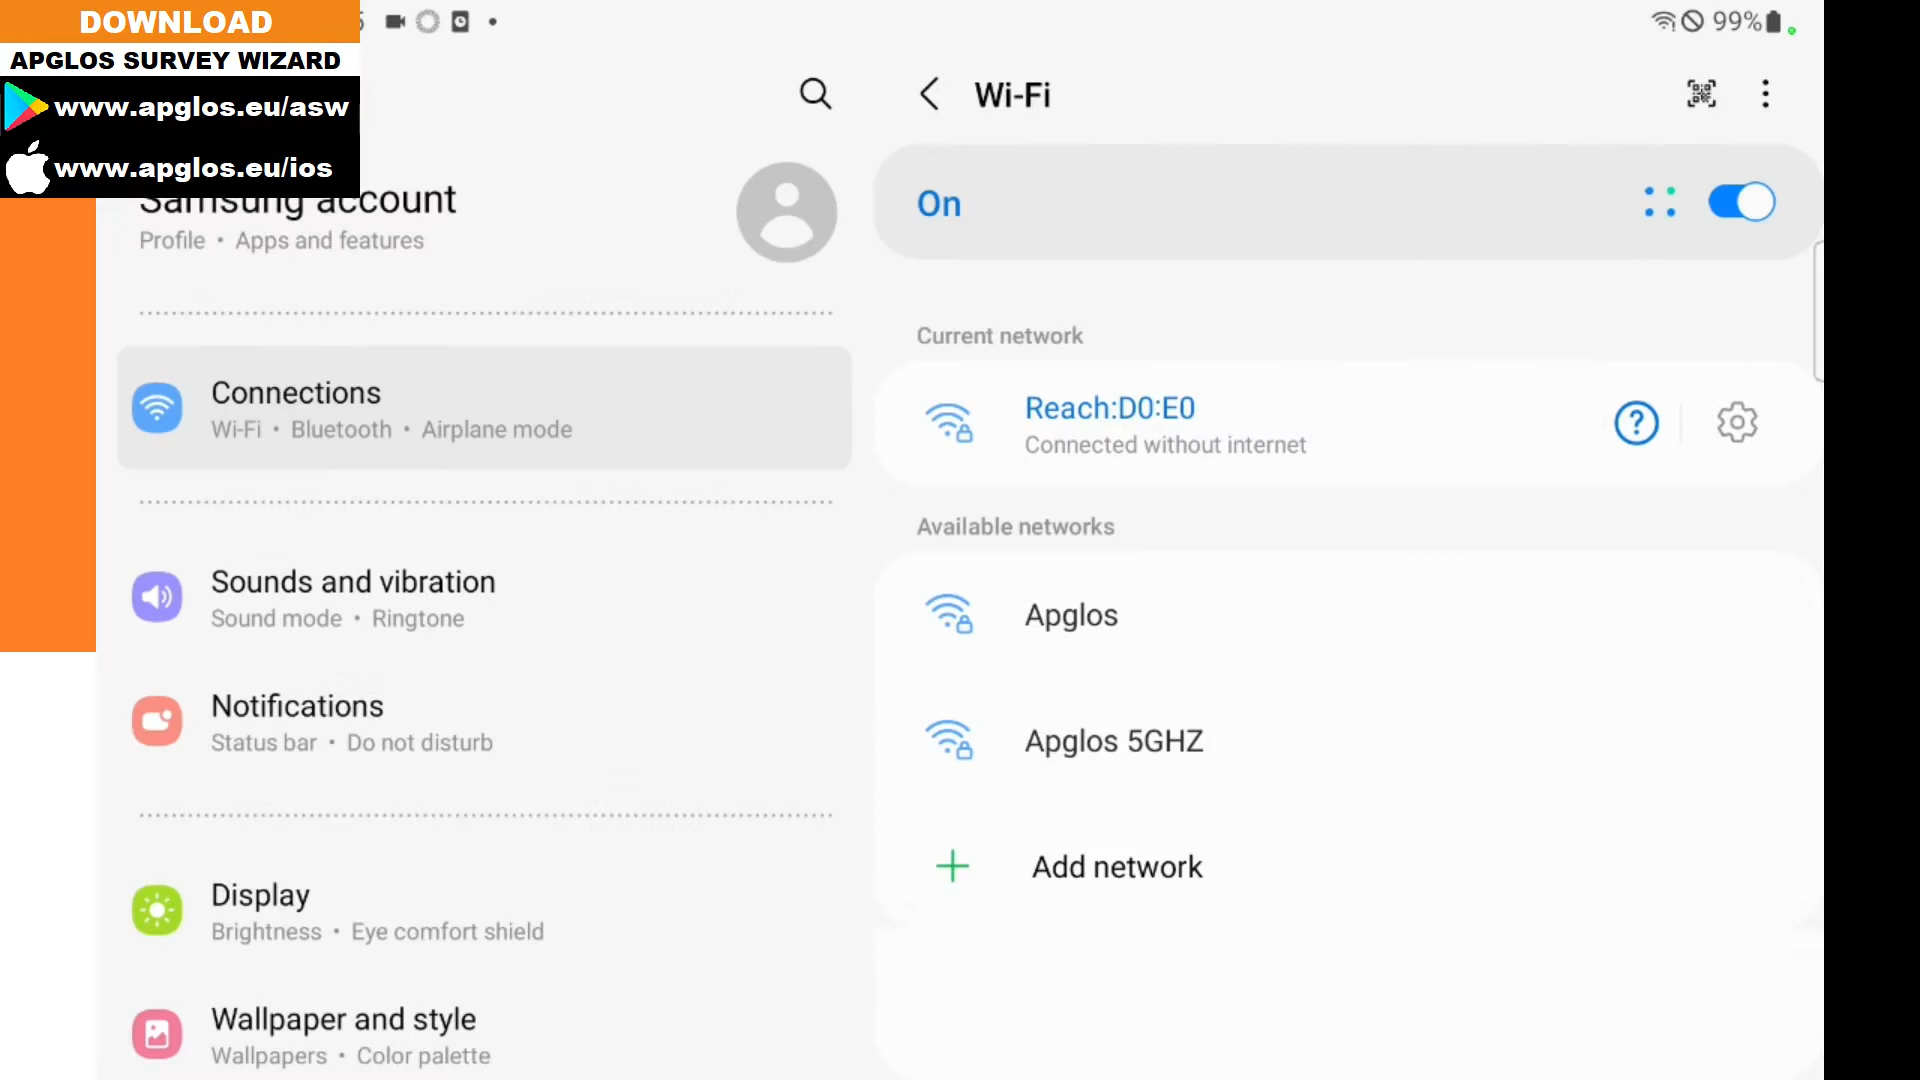 DOWNLOAD
APGLOS SURVEY WIZARD
www.apglos.eu/asw
www.apglos.eu/ios
99%
Samsung account
Profile • Apps and features
Connections
Wi-Fi • Bluetooth • Airplane mode
Sounds and vibration
Sound mode • Ringtone
Notifications
Status bar • Do not disturb
Display
Brightness • Eye comfort shield
Wallpaper and style
Wallpapers • Color palette
Wi-Fi
On
Current network
Reach:D0:E0
Connected without internet
Available networks
Apglos
Apglos 5GHZ
Add network